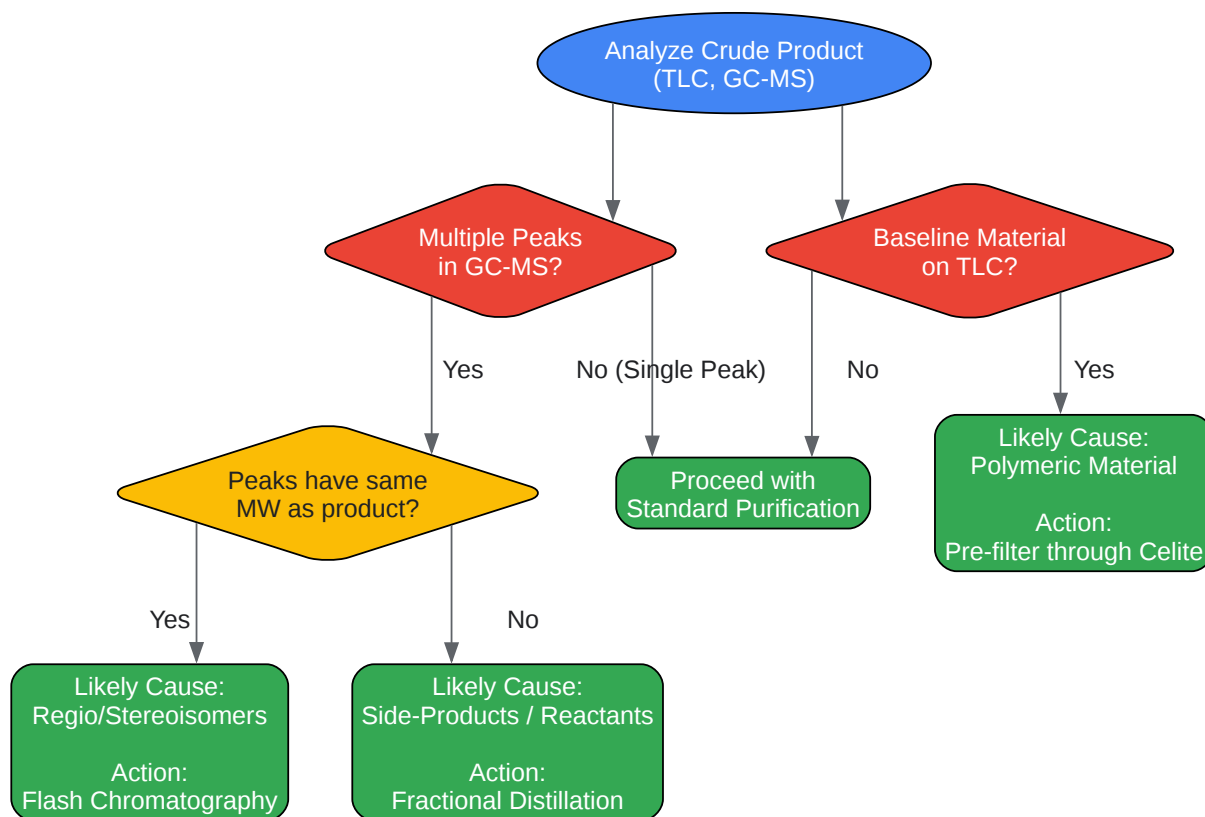 Analyze Crude Product
(TLC, GC-MS)
Multiple Peaks
in GC-MS?
Baseline Material
on TLC?
Yes
No (Single Peak)
No
Yes
Peaks have same
MW as product?
Proceed with
Standard Purification
Likely Cause:
Polymeric Material
Action:
Pre-filter through Celite
Yes
No
Likely Cause:
Regio/Stereoisomers
Action:
Flash Chromatography
Likely Cause:
Side-Products / Reactants
Action:
Fractional Distillation